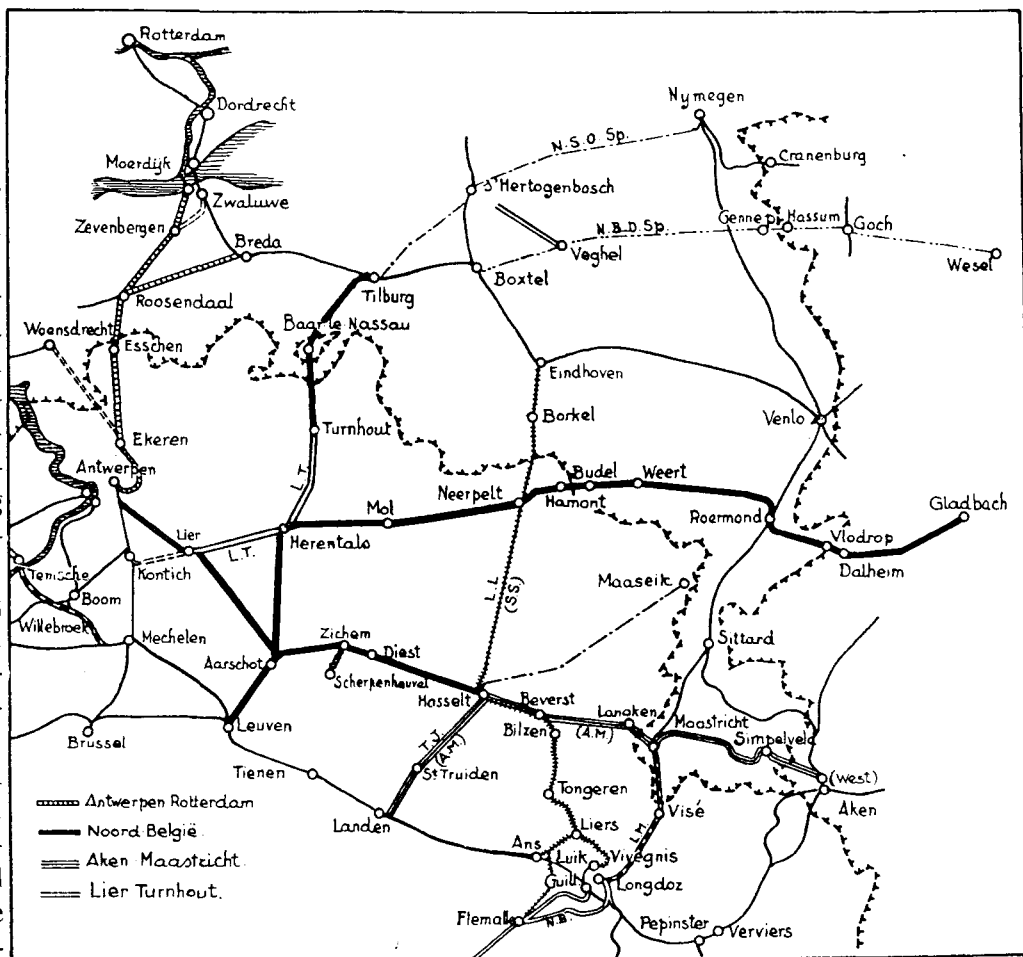 Rotterdam
Dordrecht
Nymegen
N.S.O Sp.
Moerdijk
Cranenburg
s'Hertogenbosch
Zwaluwe
Zevenbergen
Gennep
Hassum
Goch
N.B.D. Sp.
Breda
Veghel
Wesel
Boxtel
Tilburg
Roosendaal
Woensdrecht
Baarle Nassau
Esschen
Eindhoven
Borkel
Venlo
Turnhout
Ekeren
Antwerpen
L.T.
Budel
Weert
Neerpelt
Hamont
Mol
Gladbach
Roermond
Lier
Herentals
L.T.
Vlodrop
Kontich
Dalheim
Temische
Maaseik
Boom
L.L.
(S.S.)
Willebroek
Mechelen
Zichem
Sittard
Diest
Aarschot
Scherpenheuvel
Hasselt
Beverst
Lanaken
Leuven
Maastricht
Bilzen
(A.M.)
Simpelveld
Brussel
T.J.
(A.M.)
St Truiden
(West)
Tienen
Aken
Tongeren
Antwerpen Rotterdam
Visé
Landen
Liers
Noord België.
Ans
L.M.
Luik
Vivegnis
Aken Maastricht.
Guill
Longdoz
Lier Turnhout.
Flemalle
N.B.
Pepinster
Verviers